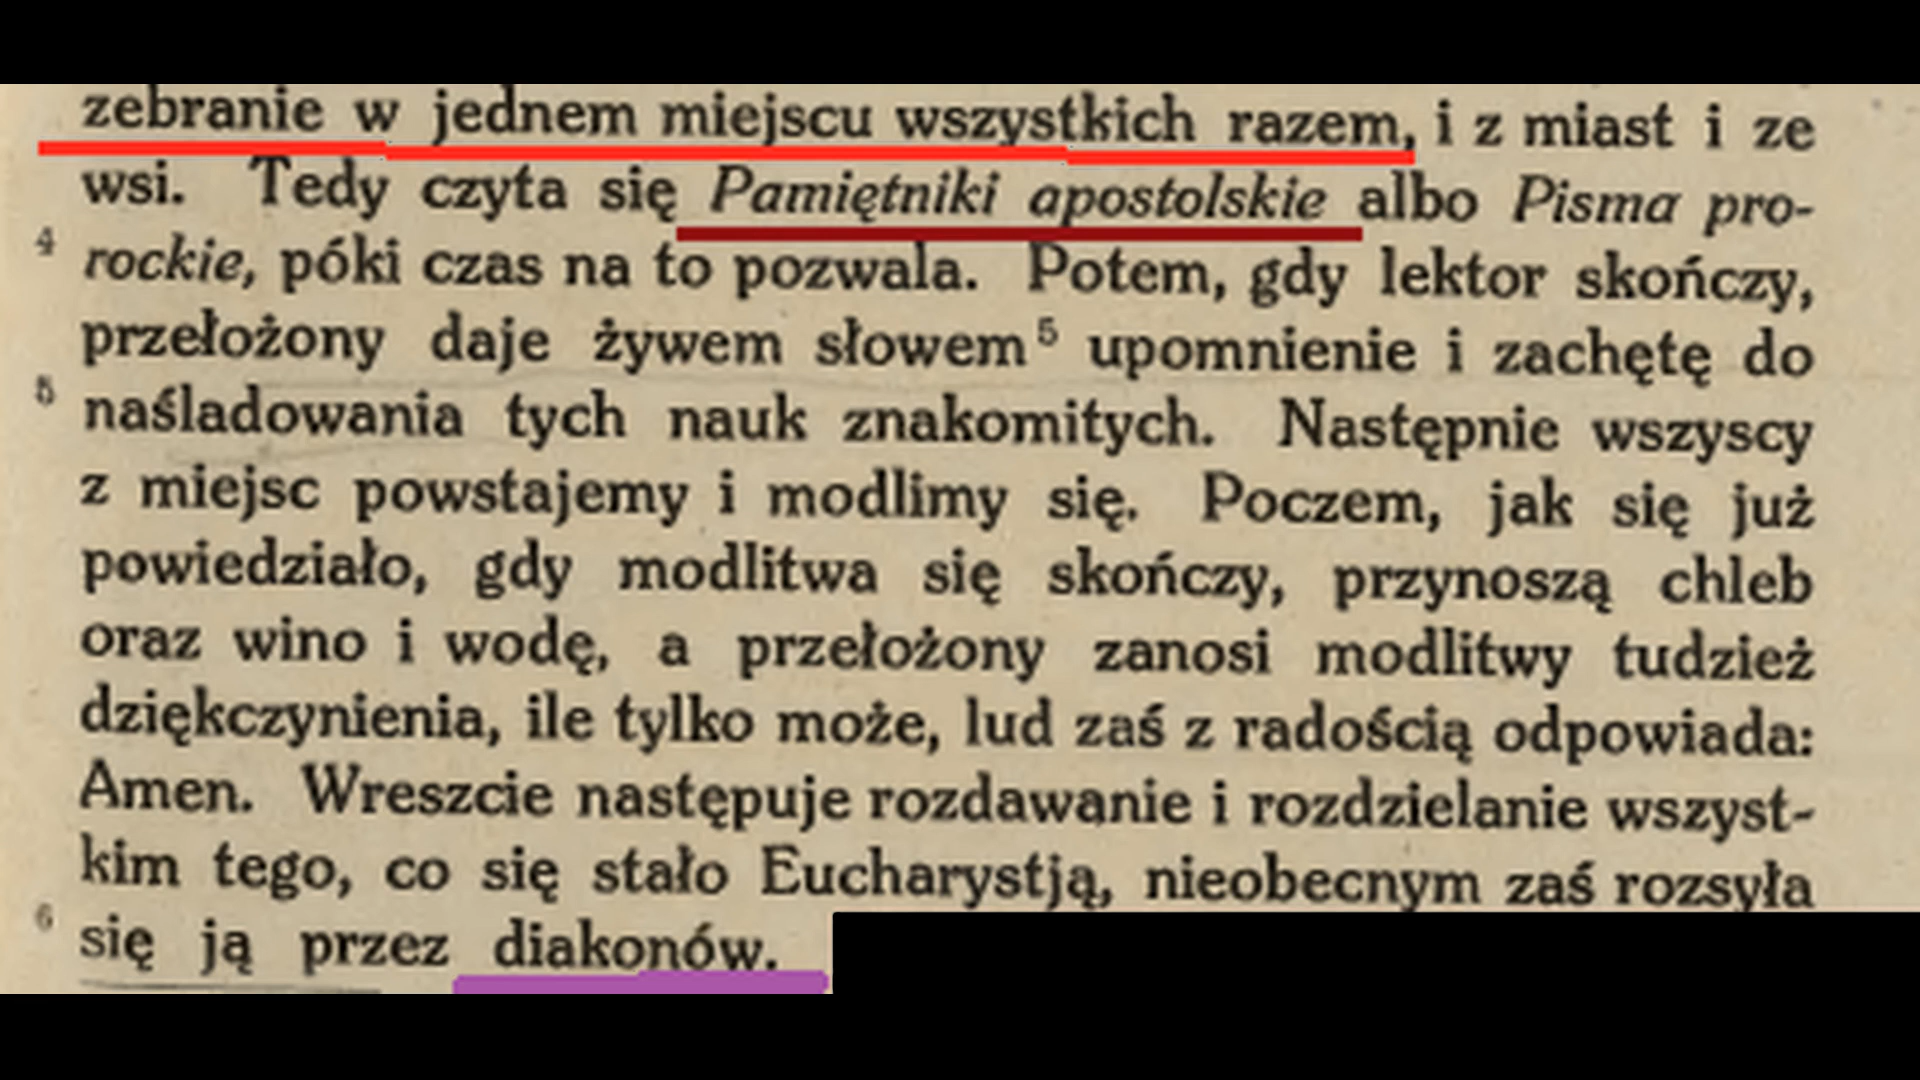 zebranie w jednem miejscu wszystkich razem, i z miast i ze
wsi. Tedy czyta się Pamiętniki apostolskie albo Pisma pro-
4 rockie, póki czas na to pozwala. Potem, gdy lektor skończy,
przełożony daje żywem słowem⁵ upomnienie i zachętę do
5 naśladowania tych nauk znakomitych. Następnie wszyscy
z miejsc powstajemy i modlimy się. Poczem, jak się już
powiedziało, gdy modlitwa się skończy, przynoszą chleb
oraz wino i wodę, a przełożony zanosi modlitwy tudzież
dziękczynienia, ile tylko może, lud zaś z radością odpowiada:
Amen. Wreszcie następuje rozdawanie i rozdzielanie wszyst-
kim tego, co się stało Eucharystją, nieobecnym zaś rozsyła
6 się ją przez diakonów.